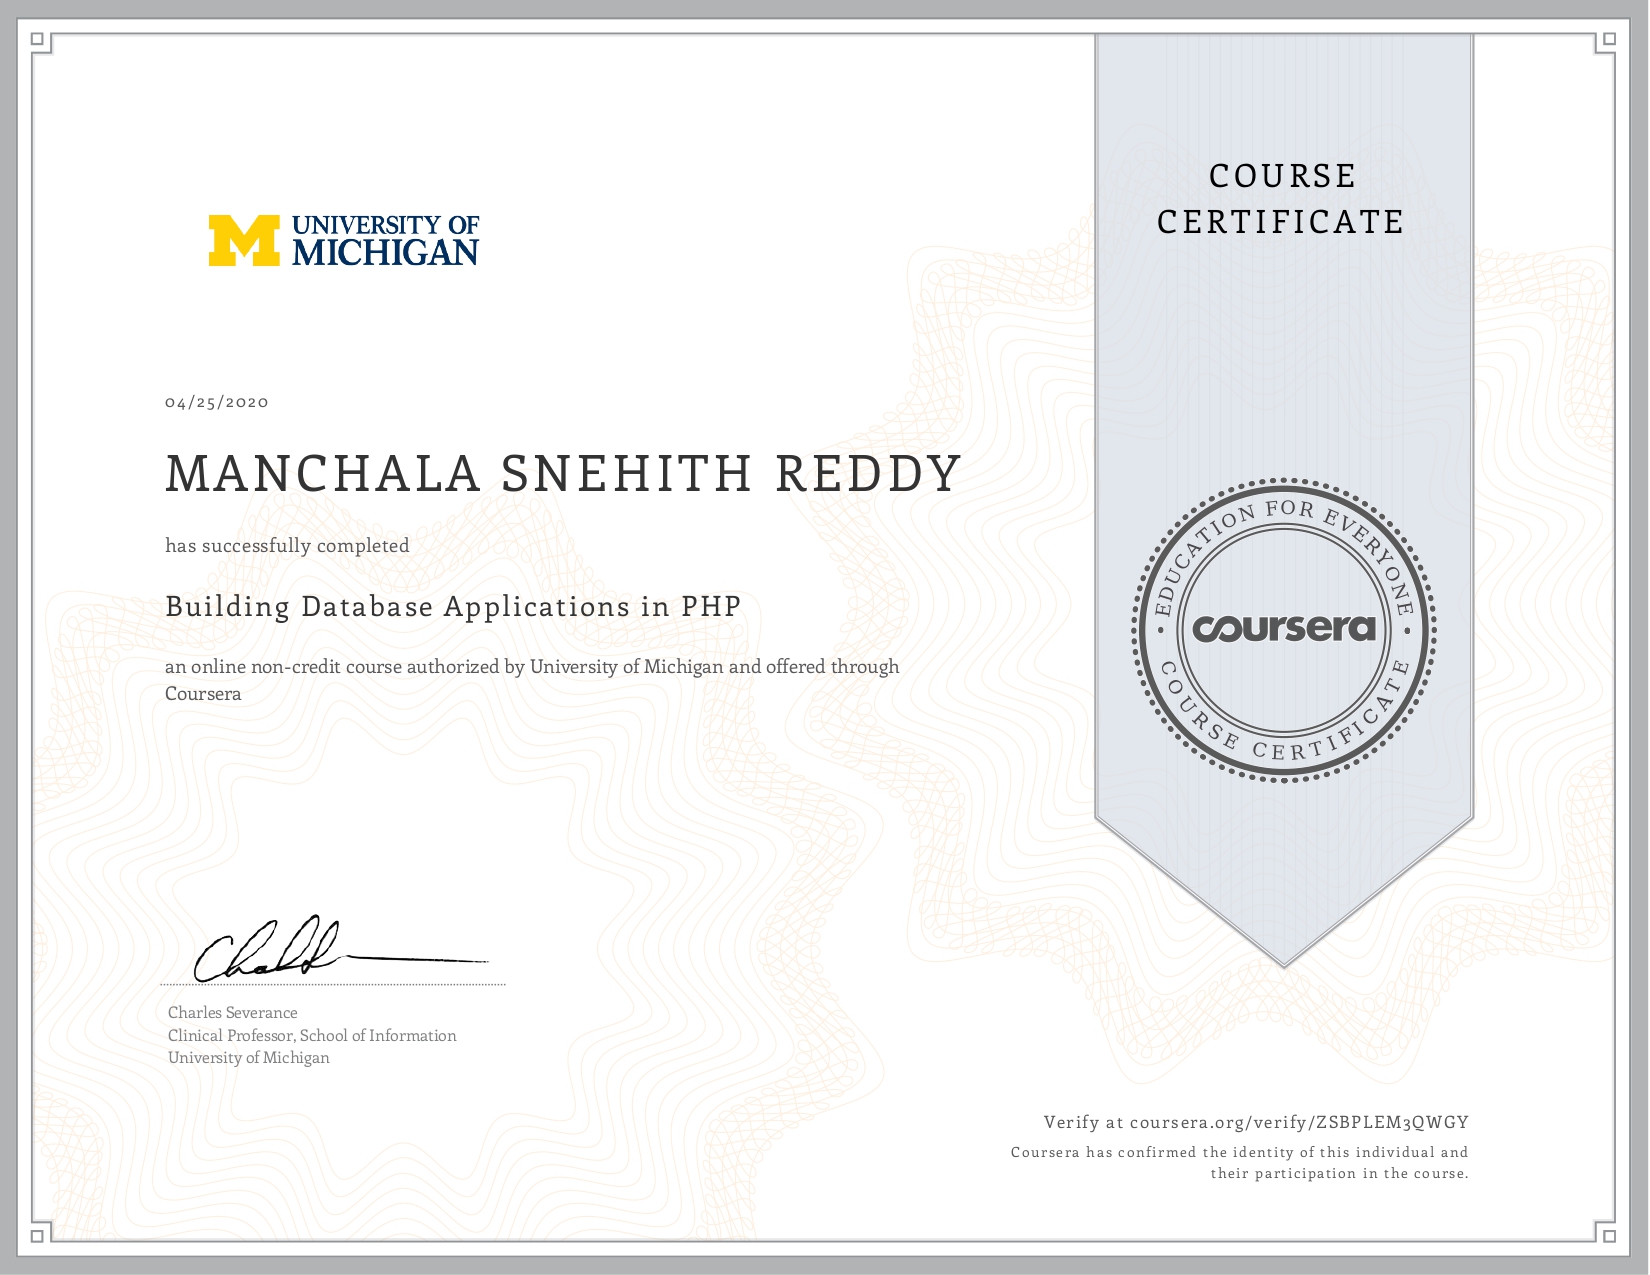 UNIVERSITY OF
MICHIGAN
COURSE
CERTIFICATE
04/25/2020
MANCHALA SNEHITH REDDY
has successfully completed
Building Database Applications in PHP
an online non-credit course authorized by University of Michigan and offered through
Coursera
EDUCATION FOR EVERYONE
coursera
COURSE CERTIFICATE
Charles Severance
Clinical Professor, School of Information
University of Michigan
Verify at coursera.org/verify/ZSBPLEM3QWGY
Coursera has confirmed the identity of this individual and
their participation in the course.